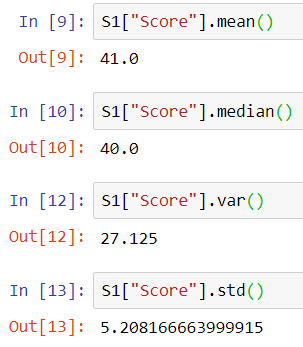 In [9]: S1["Score"].mean()
Out[9]: 41.0
In [10]: S1["Score"].median()
Out[10]: 40.0
In [12]: S1["Score"].var()
Out[12]: 27.125
In [13]: S1["Score"].std()
Out[13]: 5.208166663999915